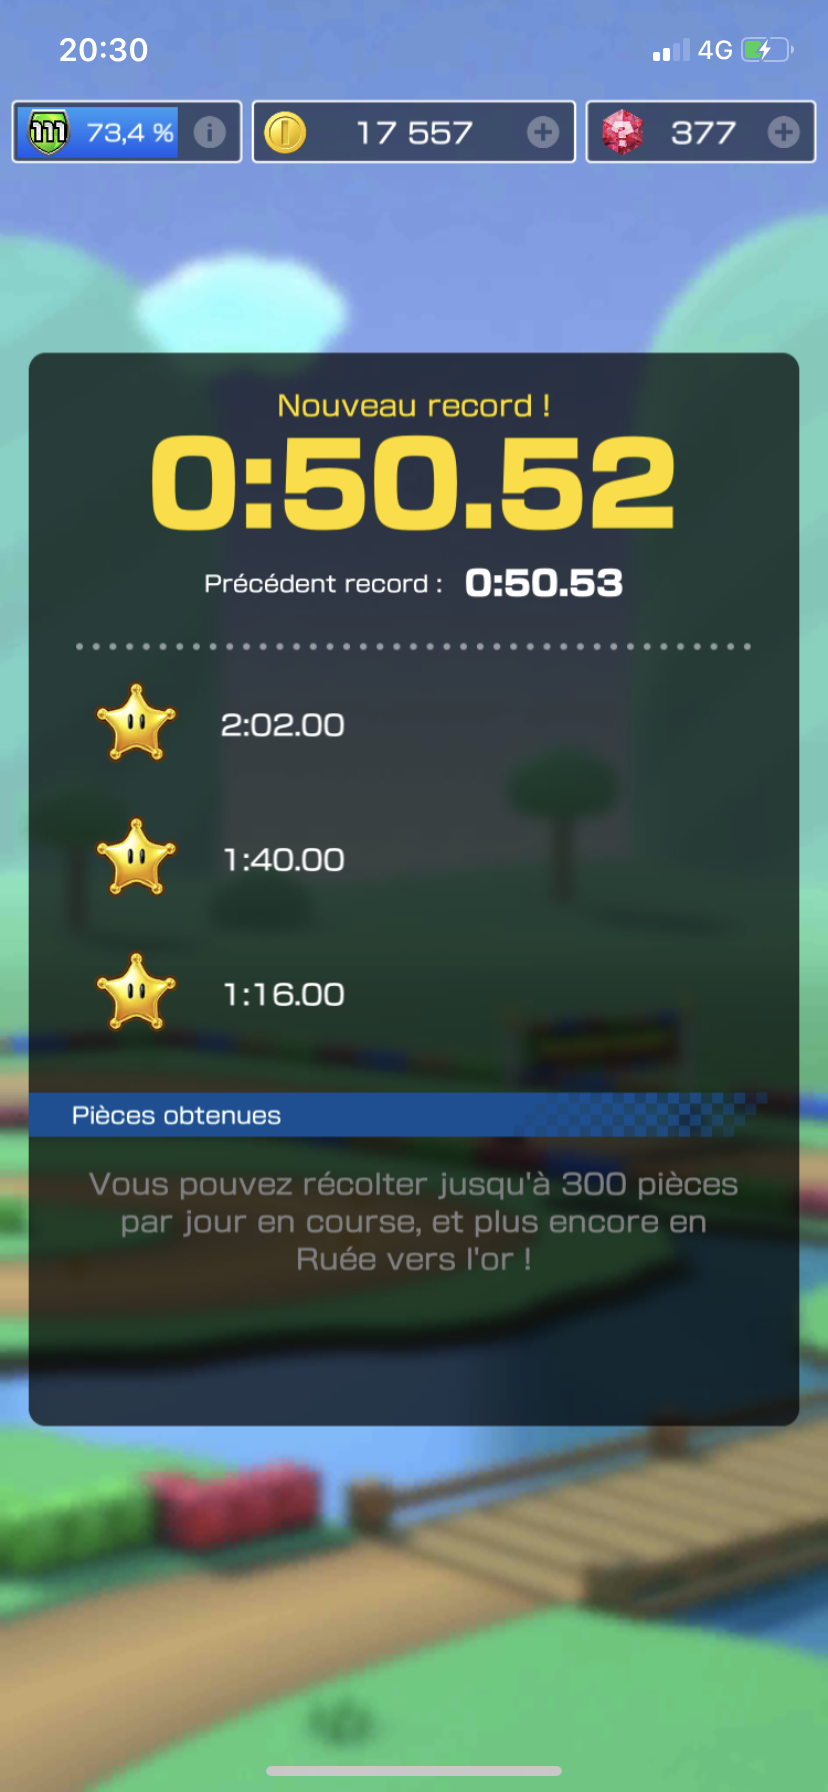 20:30
4G
111
73,4 %
i
17 557
+
?
377
+
Nouveau record !
0:50.52
Précédent record : 0:50.53
2:02.00
1:40.00
1:16.00
Pièces obtenues
Vous pouvez récolter jusqu'à 300 pièces
par jour en course, et plus encore en
Ruée vers l'or !